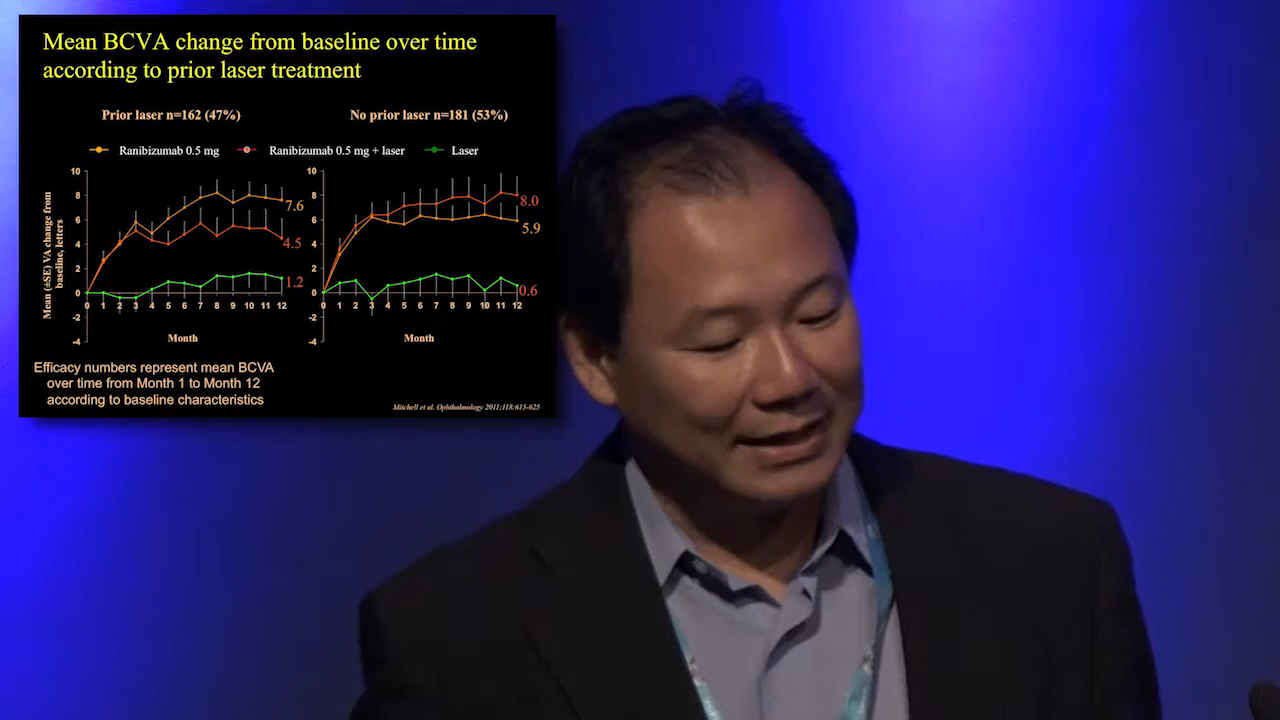 Mean BCVA change from baseline over time
according to prior laser treatment
Prior laser n=162 (47%)
No prior laser n=181 (53%)
Ranibizumab 0.5 mg
Ranibizumab 0.5 mg + laser
Laser
Mean (±SE) VA change from
baseline, letters
10
8
6
4
2
0
-2
-4
0 1 2 3 4 5 6 7 8 9 10 11 12
7.6
4.5
1.2
Month
10
8
6
4
2
0
-2
-4
0 1 2 3 4 5 6 7 8 9 10 11 12
8.0
5.9
0.6
Month
Efficacy numbers represent mean BCVA
over time from Month 1 to Month 12
according to baseline characteristics
Mitchell et al. Ophthalmology 2011;118:615-625